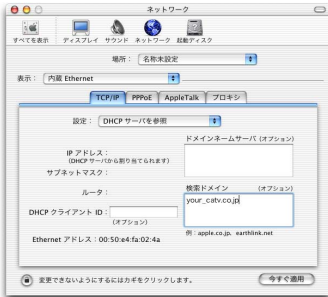 ネットワーク
すべてを表示 ディスプレイ サウンド ネットワーク 起動ディスク
場所： 名称未設定
表示： 内蔵 Ethernet
TCP/IP PPPoE AppleTalk プロキシ
設定： DHCP サーバを参照
ドメインネームサーバ (オプション)
IP アドレス：
(DHCP サーバから割り当てられます)
サブネットマスク：
ルータ：
検索ドメイン (オプション)
your_catv.co.jp
DHCP クライアント ID：
(オプション)
例：apple.co.jp、earthlink.net
Ethernet アドレス：00:50:e4:fa:02:4a
変更できないようにするにはカギをクリックします。
今すぐ適用